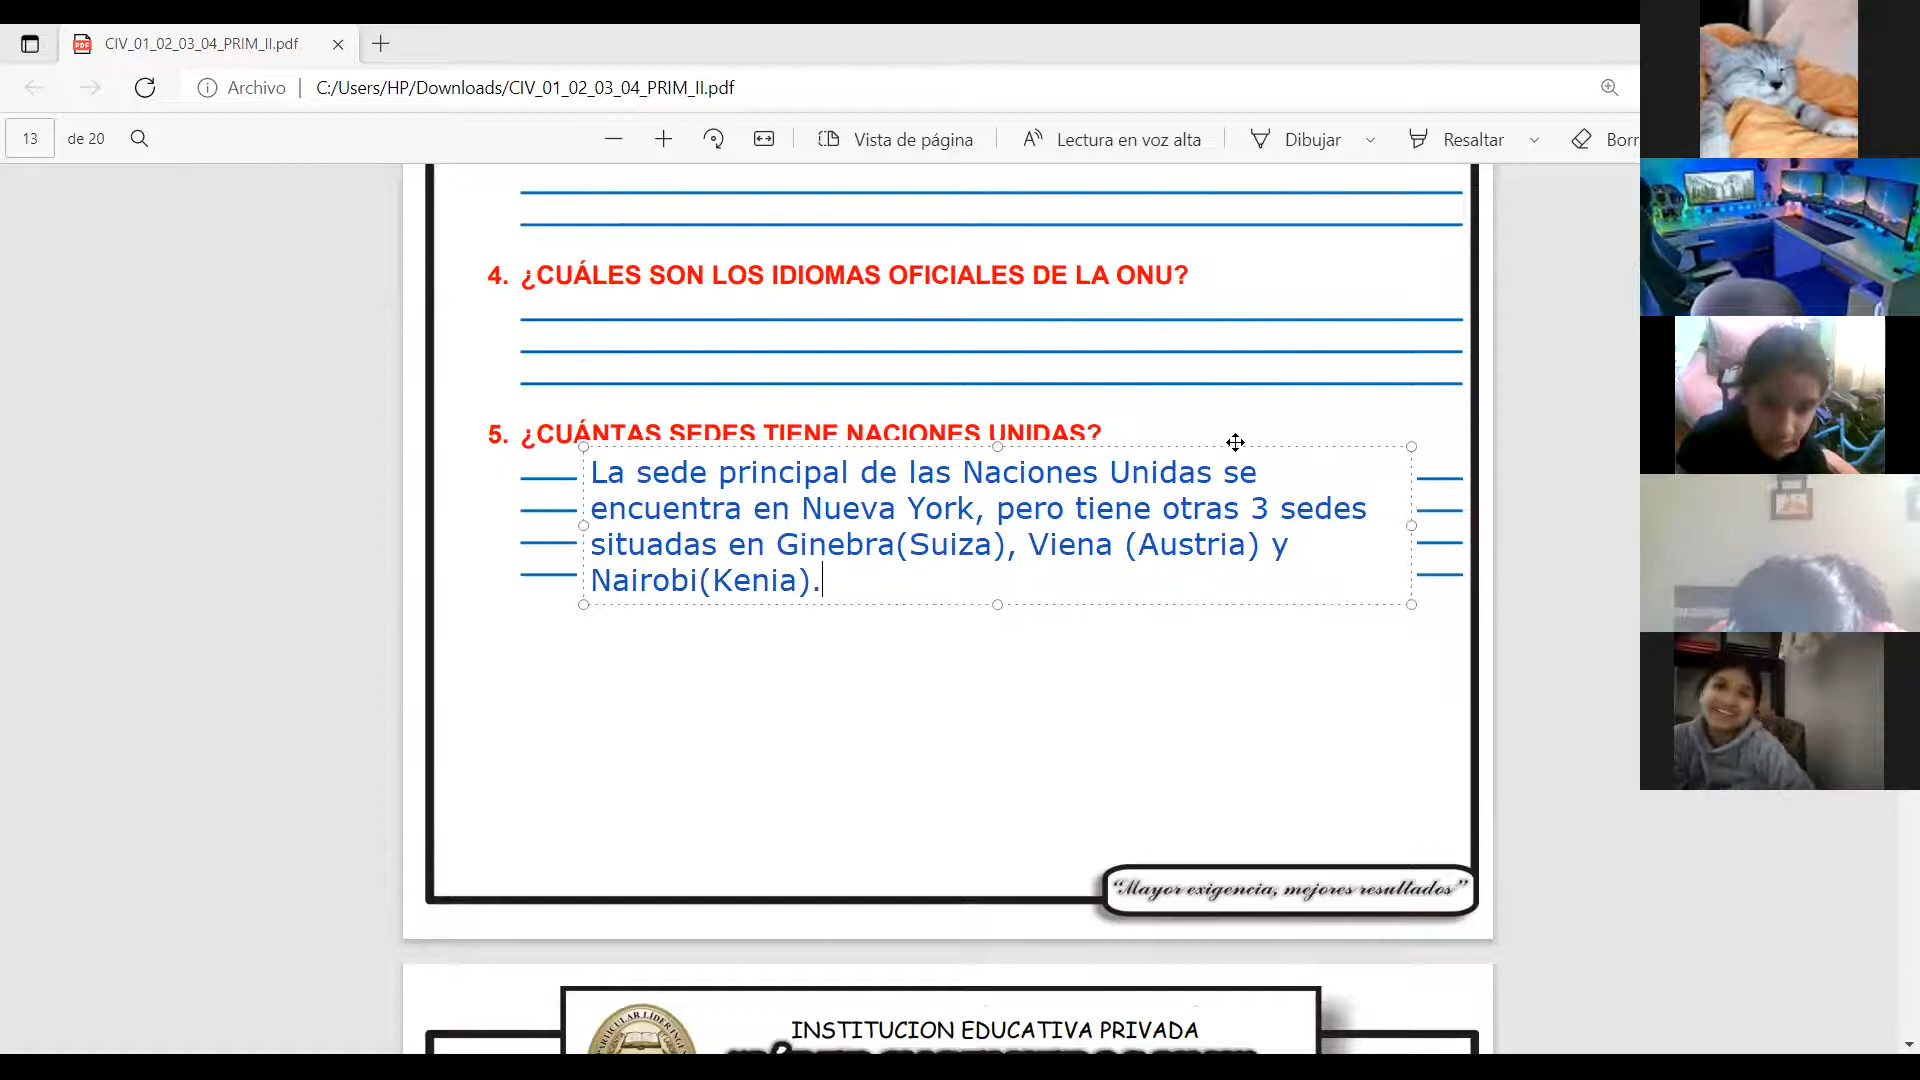 CIV_01_02_03_04_PRIM_II.pdf
Archivo
C:/Users/HP/Downloads/CIV_01_02_03_04_PRIM_II.pdf
13 de 20
Vista de página
Lectura en voz alta
Dibujar
Resaltar
Borr
4. ¿CUÁLES SON LOS IDIOMAS OFICIALES DE LA ONU?
5. ¿CUÁNTAS SEDES TIENE NACIONES UNIDAS?
La sede principal de las Naciones Unidas se
encuentra en Nueva York, pero tiene otras 3 sedes
situadas en Ginebra(Suiza), Viena (Austria) y
Nairobi(Kenia).
“Mayor exigencia, mejores resultados”
INSTITUCION EDUCATIVA PRIVADA